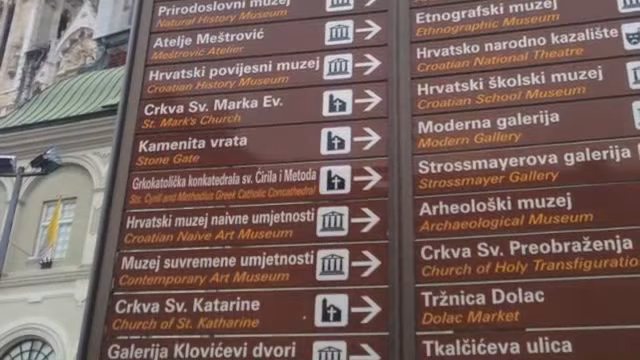 Prirodoslovni muzej
Natural History Museum
Atelje Meštrović
Meštrović Atelier
Hrvatski povijesni muzej
Croatian History Museum
Crkva Sv. Marka Ev.
St. Mark's Church
Kamenita vrata
Stone Gate
Grkokatolička konkatedrala sv. Ćirila i Metoda
Sts. Cyril and Methodius Greek Catholic Concathedral
Hrvatski muzej naivne umjetnosti
Croatian Naive Art Museum
Muzej suvremene umjetnosti
Contemporary Art Museum
Crkva Sv. Katarine
Church of St. Katharine
Galerija Klovićevi dvori
Etnografski muzej
Ethnographic Museum
Hrvatsko narodno kazalište
Croatian National Theatre
Hrvatski školski muzej
Croatian School Museum
Moderna galerija
Modern Gallery
Strossmayerova galerija
Strossmayer Gallery
Arheološki muzej
Archaeological Museum
Crkva Sv. Preobraženja
Church of Holy Transfiguration
Tržnica Dolac
Dolac Market
Tkalčićeva ulica